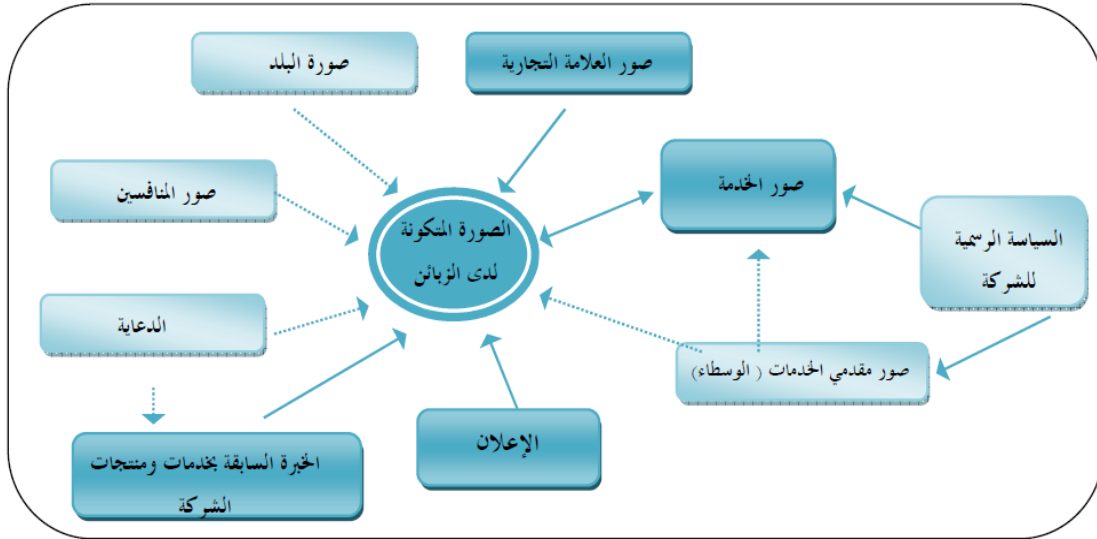 صور العلامة التجارية
صورة البلد
صور الخدمة
صور المنافسين
الصورة المتكونة
لدى الزبائن
السياسة الرسمية
للشركة
الدعاية
صور مقدمي الخدمات ( الوسطاء)
الإعلان
الخبرة السابقة بخدمات ومنتجات
الشركة